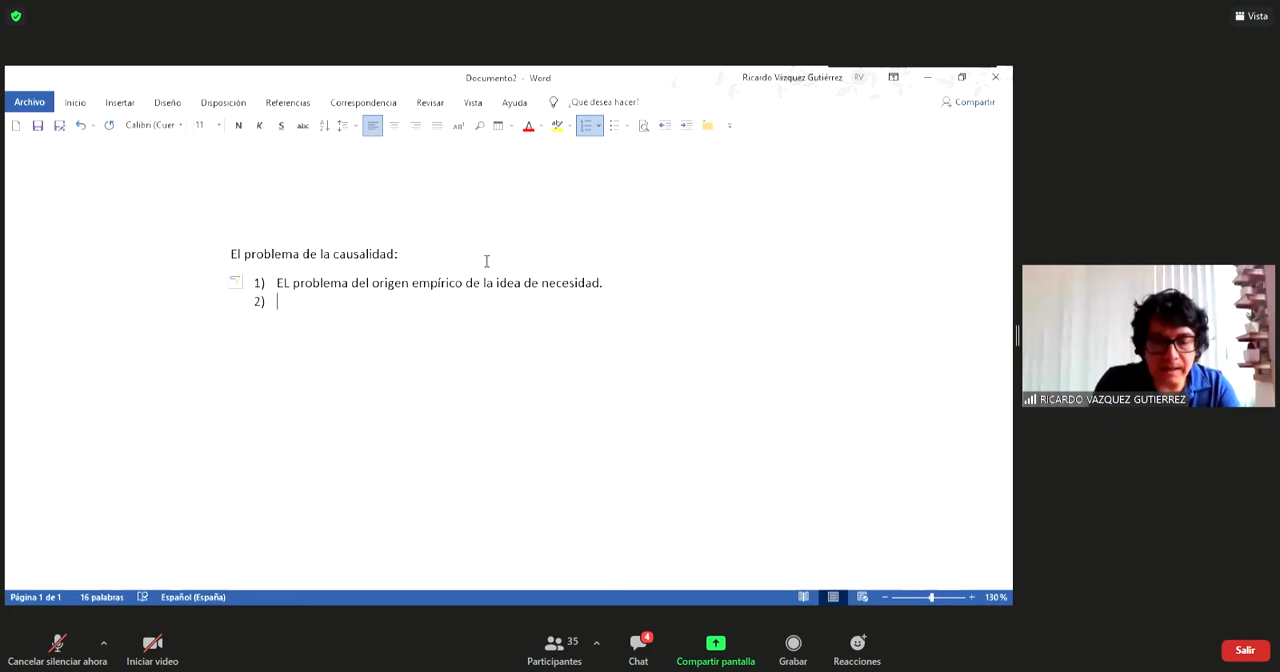 Vista
Documento2 - Word
Ricardo Vázquez Gutiérrez RV
Archivo Inicio Insertar Diseño Disposición Referencias Correspondencia Revisar Vista Ayuda ¿Qué desea hacer? Compartir
Calibri (Cuer 11 N K S abc
El problema de la causalidad:
1) EL problema del origen empírico de la idea de necesidad.
2)
RICARDO VAZQUEZ GUTIERREZ
Página 1 de 1 16 palabras Español (España) 130 %
35 4
Cancelar silenciar ahora Iniciar video Participantes Chat Compartir pantalla Grabar Reacciones Salir